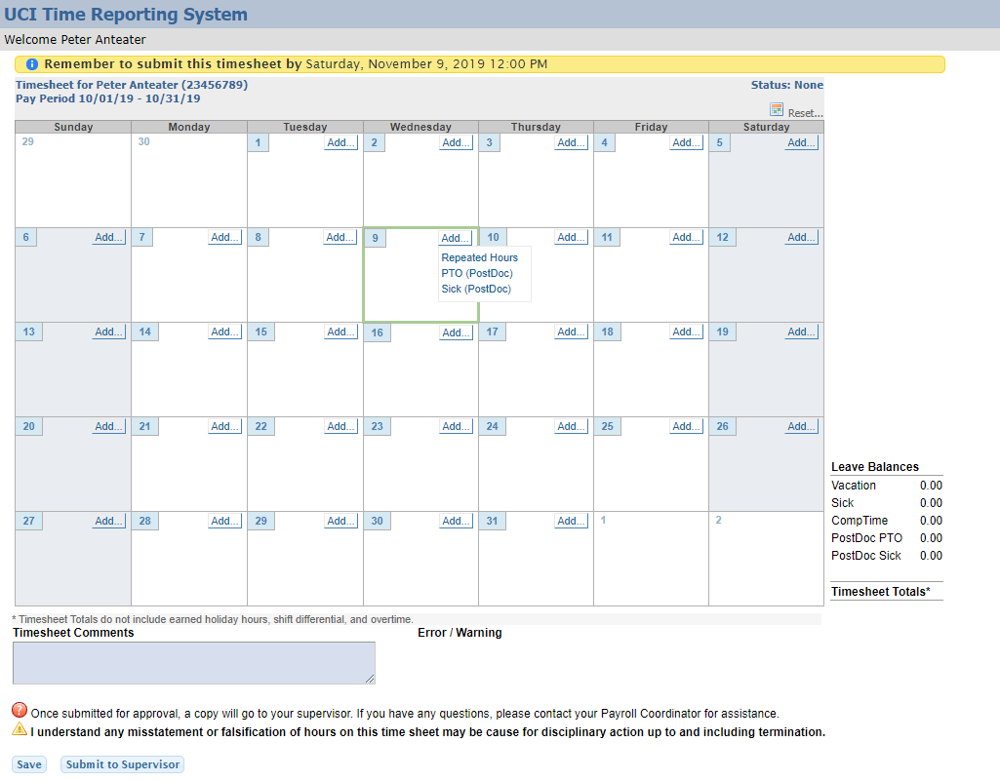 UCI Time Reporting System
Welcome Peter Anteater
Remember to submit this timesheet by Saturday, November 9, 2019 12:00 PM
Timesheet for Peter Anteater (23456789) Status: None
Pay Period 10/01/19 - 10/31/19
Reset...
Sunday Monday Tuesday Wednesday Thursday Friday Saturday
29 30 1 Add... 2 Add... 3 Add... 4 Add... 5 Add...
6 Add... 7 Add... 8 Add... 9 Add... 10 Add... 11 Add... 12 Add...
Repeated Hours
PTO (PostDoc)
Sick (PostDoc)
13 Add... 14 Add... 15 Add... 16 Add... 17 Add... 18 Add... 19 Add...
20 Add... 21 Add... 22 Add... 23 Add... 24 Add... 25 Add... 26 Add...
27 Add... 28 Add... 29 Add... 30 Add... 31 Add... 1 2
Leave Balances
Vacation 0.00
Sick 0.00
CompTime 0.00
PostDoc PTO 0.00
PostDoc Sick 0.00
Timesheet Totals*
* Timesheet Totals do not include earned holiday hours, shift differential, and overtime.
Timesheet Comments Error / Warning
Once submitted for approval, a copy will go to your supervisor. If you have any questions, please contact your Payroll Coordinator for assistance.
I understand any misstatement or falsification of hours on this time sheet may be cause for disciplinary action up to and including termination.
Save Submit to Supervisor